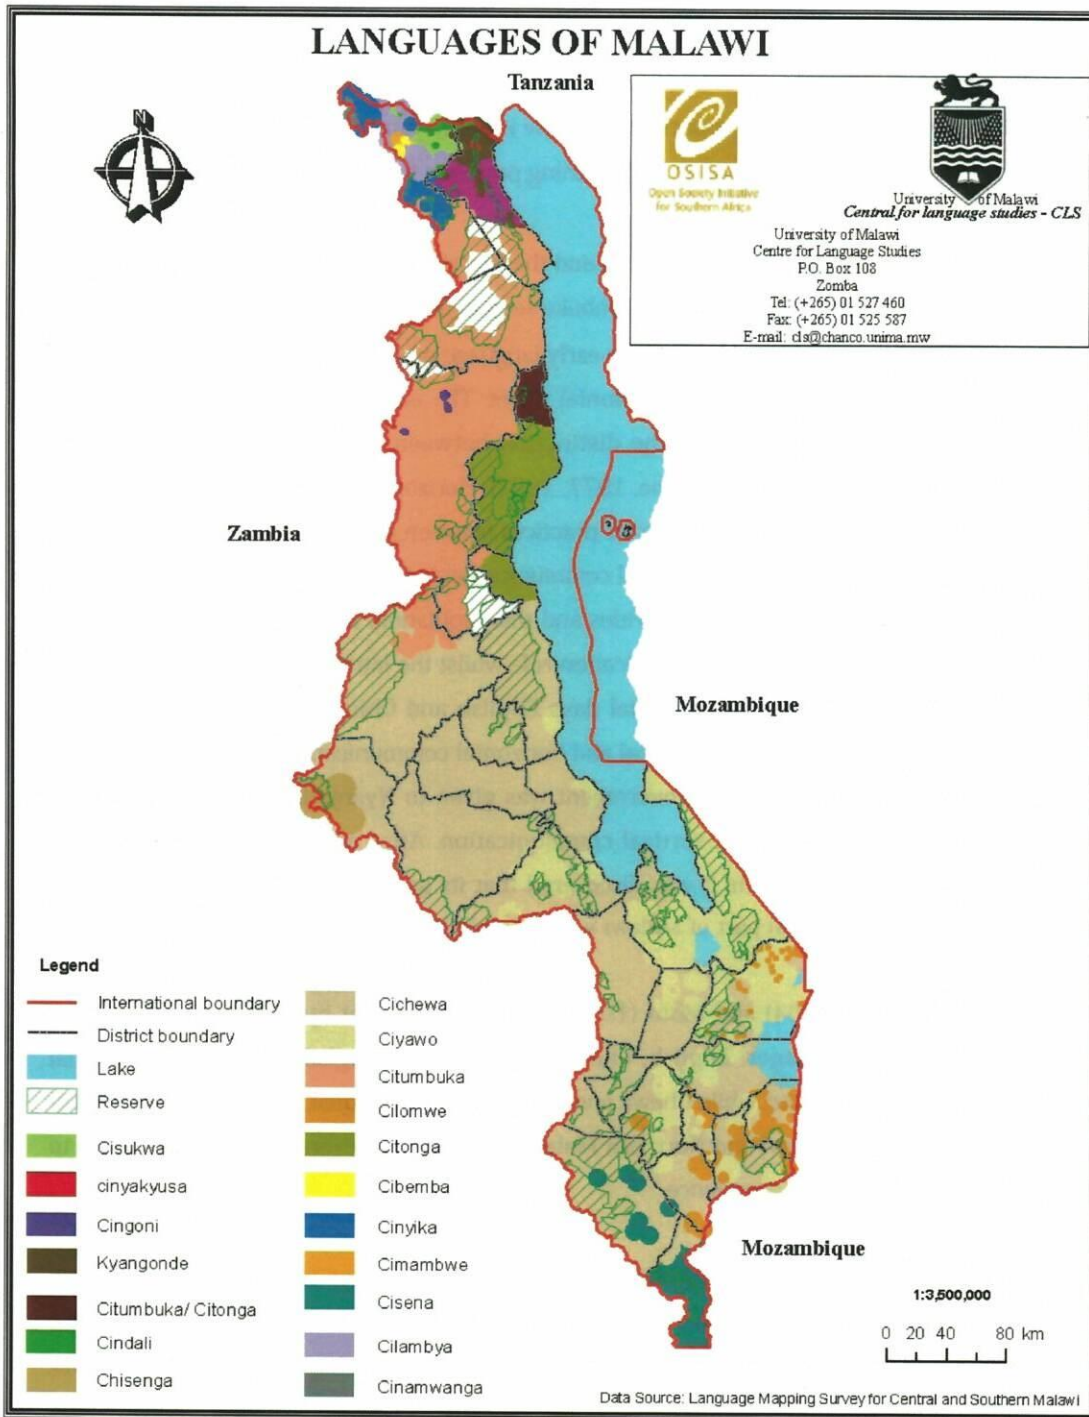 LANGUAGES OF MALAWI
Tanzania
N
OSISA
Open Society Initiative
for Southern Africa
University of Malawi
Central for language studies - CLS
University of Malawi
Centre for Language Studies
P.O. Box 108
Zomba
Tel: (+265) 01 527 460
Fax: (+265) 01 525 587
E-mail: cls@chanco.unima.mw
Zambia
Mozambique
Mozambique
Legend
International boundary
District boundary
Lake
Reserve
Cisukwa
cinyakyusa
Cingoni
Kyangonde
Citumbuka/ Citonga
Cindali
Chisenga
Cichewa
Ciyawo
Citumbuka
Cilomwe
Citonga
Cibemba
Cinyika
Cimambwe
Cisena
Cilambya
Cinamwanga
1:3,500,000
0 20 40 80 km
Data Source: Language Mapping Survey for Central and Southern Malawi